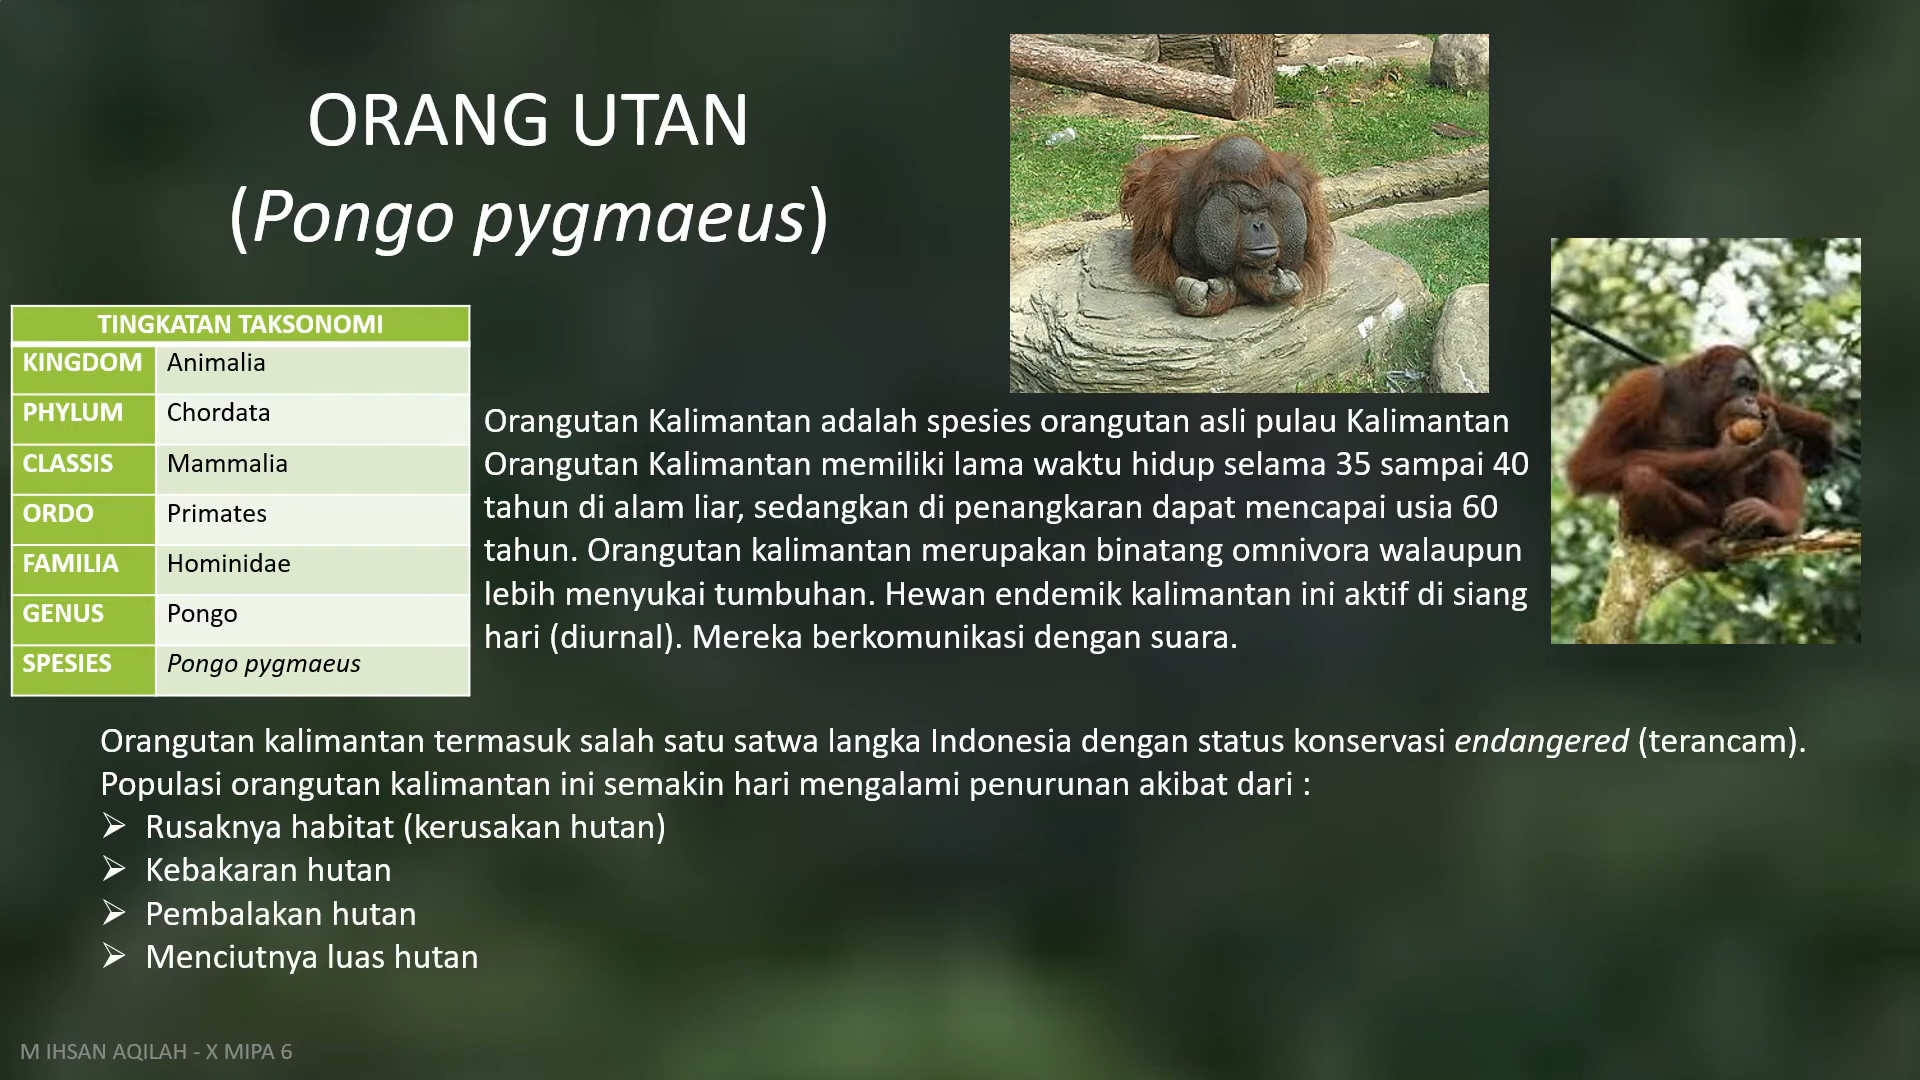 ORANG UTAN
(Pongo pygmaeus)
TINGKATAN TAKSONOMI
KINGDOM Animalia
PHYLUM Chordata
CLASSIS Mammalia
ORDO Primates
FAMILIA Hominidae
GENUS Pongo
SPESIES Pongo pygmaeus
Orangutan Kalimantan adalah spesies orangutan asli pulau Kalimantan
Orangutan Kalimantan memiliki lama waktu hidup selama 35 sampai 40
tahun di alam liar, sedangkan di penangkaran dapat mencapai usia 60
tahun. Orangutan kalimantan merupakan binatang omnivora walaupun
lebih menyukai tumbuhan. Hewan endemik kalimantan ini aktif di siang
hari (diurnal). Mereka berkomunikasi dengan suara.
Orangutan kalimantan termasuk salah satu satwa langka Indonesia dengan status konservasi endangered (terancam).
Populasi orangutan kalimantan ini semakin hari mengalami penurunan akibat dari :
➢ Rusaknya habitat (kerusakan hutan)
➢ Kebakaran hutan
➢ Pembalakan hutan
➢ Menciutnya luas hutan
M IHSAN AQILAH - X MIPA 6